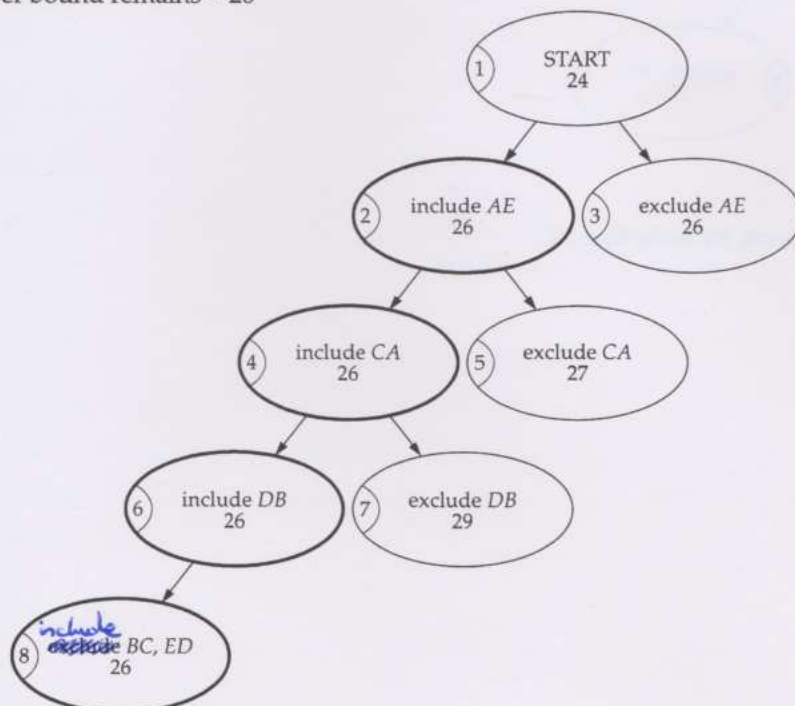 er bound remains 26
1
START
24
2
include AE
26
3
exclude AE
26
4
include CA
26
5
exclude CA
27
6
include DB
26
7
exclude DB
29
include
8
exclude BC, ED
26